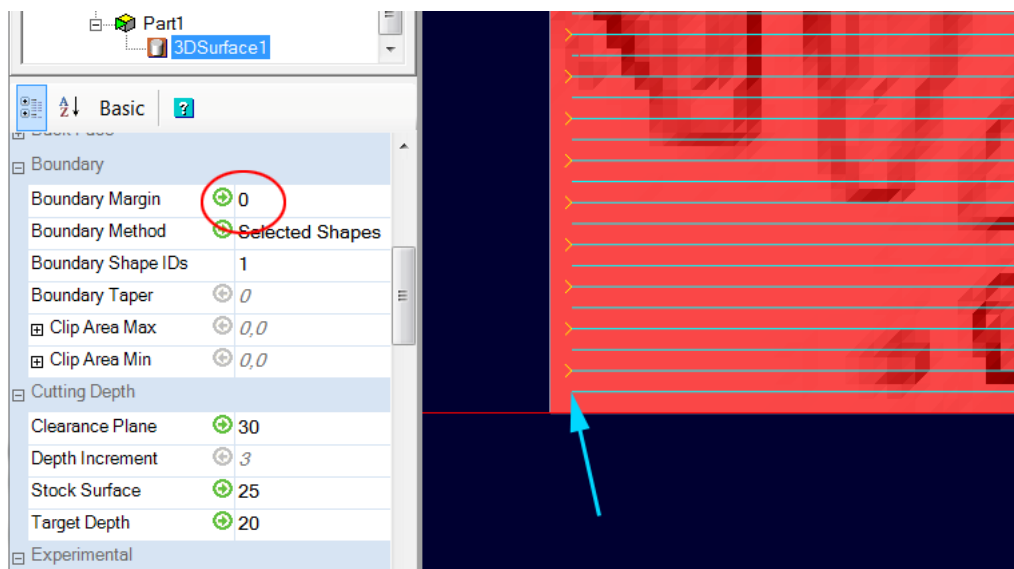 Part1
3DSurface1
Basic
Back Face
Boundary
Boundary Margin 0
Boundary Method Selected Shapes
Boundary Shape IDs 1
Boundary Taper 0
Clip Area Max 0,0
Clip Area Min 0,0
Cutting Depth
Clearance Plane 30
Depth Increment 3
Stock Surface 25
Target Depth 20
Experimental